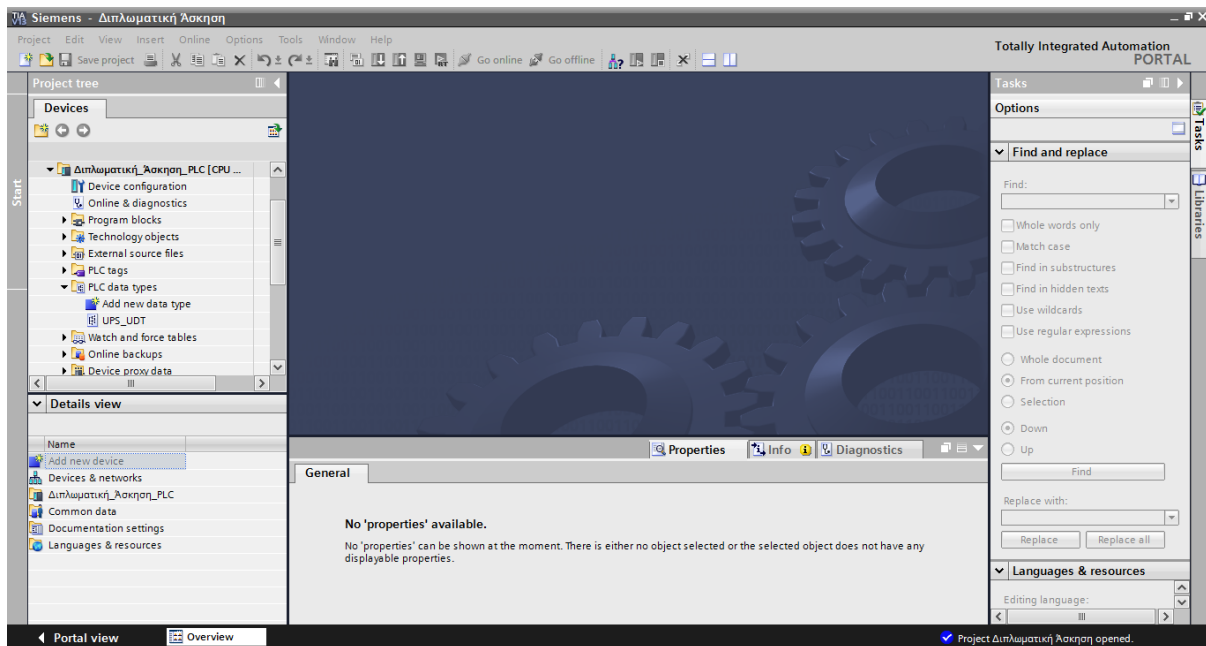 Siemens - Διπλωματική Άσκηση
Project Edit View Insert Online Options Tools Window Help
Totally Integrated Automation
PORTAL
Save project Go online Go offline
Project tree
Devices
Διπλωματική_Άσκηση_PLC [CPU ...
Device configuration
Online & diagnostics
Program blocks
Technology objects
External source files
PLC tags
PLC data types
Add new data type
UPS_UDT
Watch and force tables
Online backups
Device proxy data
Details view
Name
Add new device
Devices & networks
Διπλωματική_Άσκηση_PLC
Common data
Documentation settings
Languages & resources
Start
Properties Info Diagnostics
General
No 'properties' available.
No 'properties' can be shown at the moment. There is either no object selected or the selected object does not have any
displayable properties.
Tasks
Options
Find and replace
Find:
Whole words only
Match case
Find in substructures
Find in hidden texts
Use wildcards
Use regular expressions
Whole document
From current position
Selection
Down
Up
Find
Replace with:
Replace Replace all
Languages & resources
Editing language:
Tasks
Libraries
Portal view Overview
Project Διπλωματική Άσκηση opened.